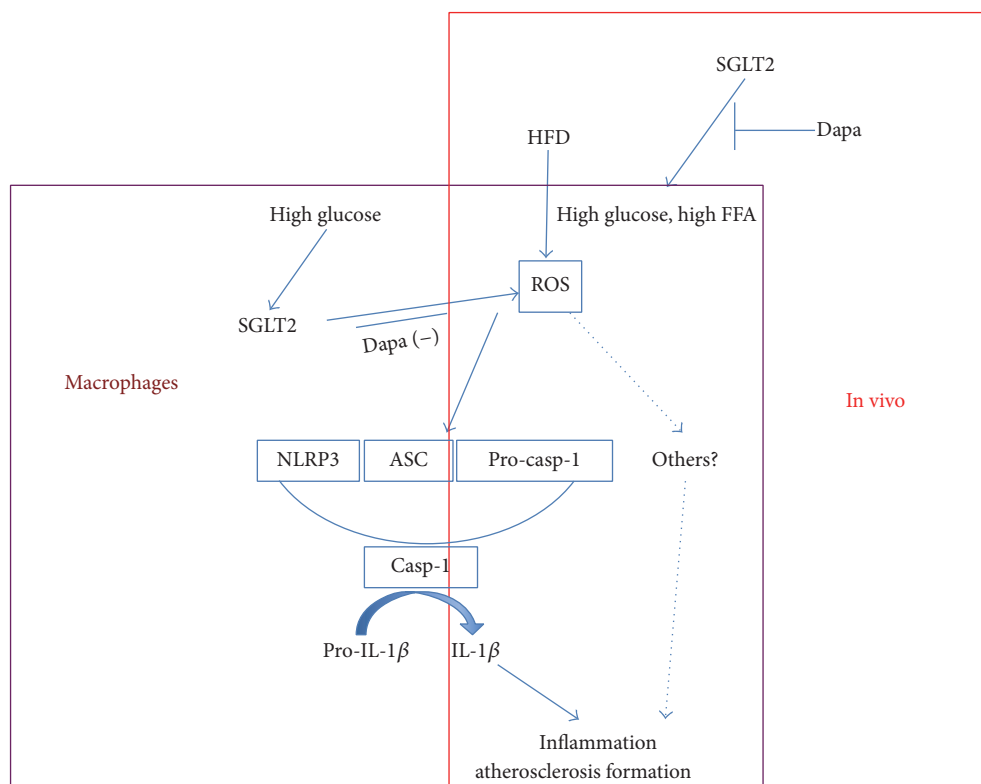 SGLT2
Dapa
HFD
High glucose
High glucose, high FFA
ROS
SGLT2
Dapa (−)
Macrophages
In vivo
NLRP3
ASC
Pro-casp-1
Others?
Casp-1
Pro-IL-1β
IL-1β
Inflammation
atherosclerosis formation